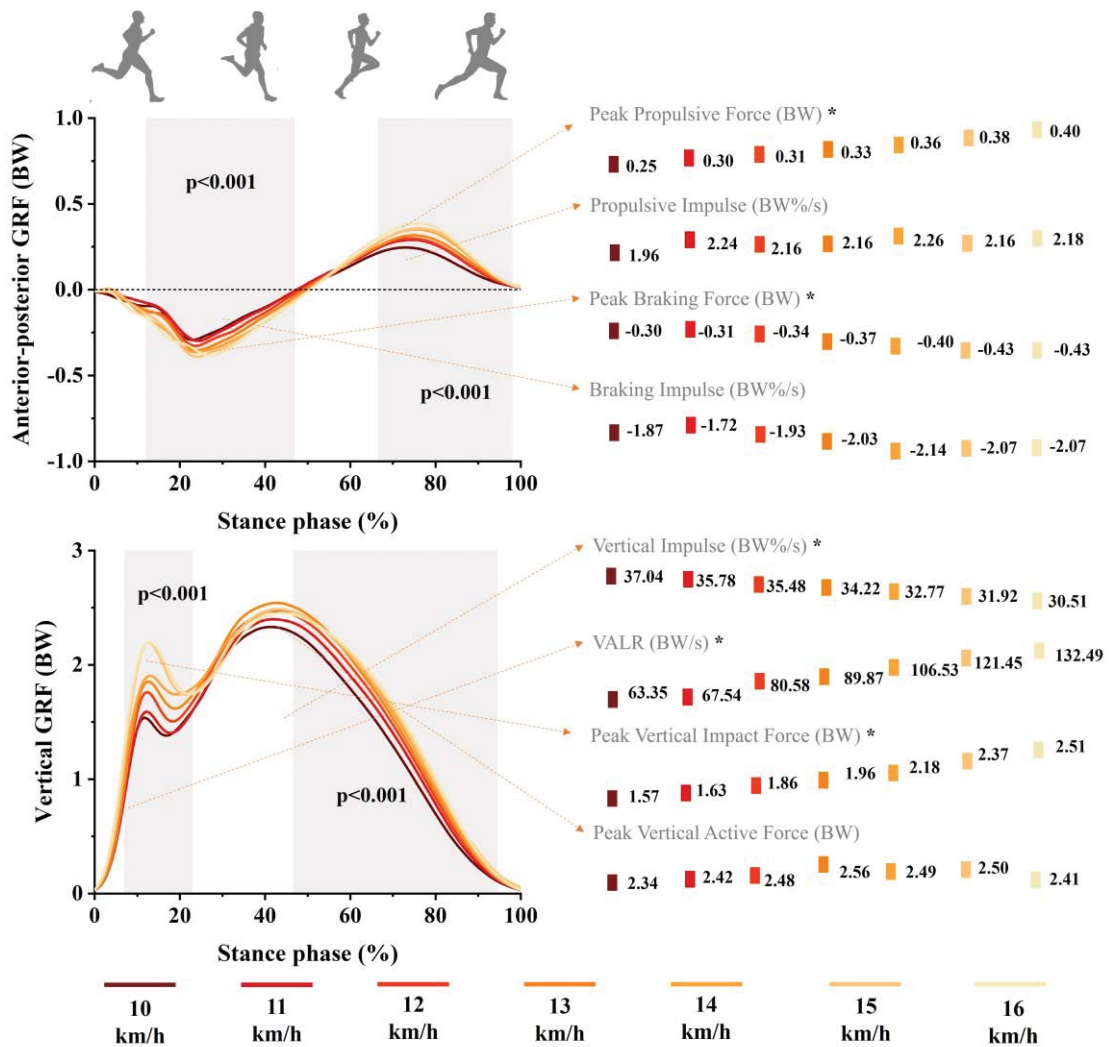 Peak Propulsive Force (BW) *
0.25 0.30 0.31 0.33 0.36 0.38 0.40
Propulsive Impulse (BW%/s)
1.96 2.24 2.16 2.16 2.26 2.16 2.18
Peak Braking Force (BW) *
-0.30 -0.31 -0.34 -0.37 -0.40 -0.43 -0.43
Braking Impulse (BW%/s)
-1.87 -1.72 -1.93 -2.03 -2.14 -2.07 -2.07
Anterior-posterior GRF (BW)
1.0
0.5
0.0
-0.5
-1.0
p<0.001
p<0.001
0 20 40 60 80 100
Stance phase (%)
Vertical Impulse (BW%/s) *
37.04 35.78 35.48 34.22 32.77 31.92 30.51
VALR (BW/s) *
63.35 67.54 80.58 89.87 106.53 121.45 132.49
Peak Vertical Impact Force (BW) *
1.57 1.63 1.86 1.96 2.18 2.37 2.51
Peak Vertical Active Force (BW)
2.34 2.42 2.48 2.56 2.49 2.50 2.41
Vertical GRF (BW)
3
2
1
0
p<0.001
p<0.001
0 20 40 60 80 100
Stance phase (%)
10 11 12 13 14 15 16
km/h km/h km/h km/h km/h km/h km/h